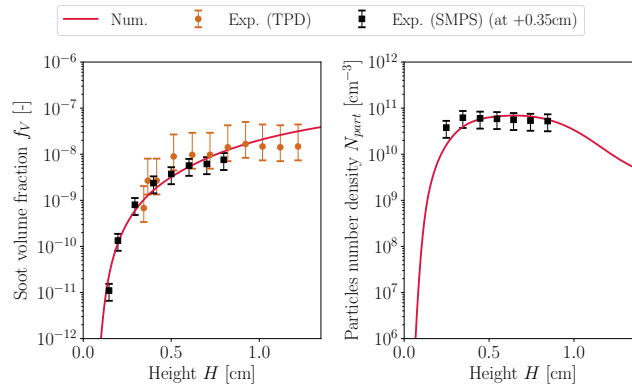 Num. Exp. (TPD) Exp. (SMPS) (at +0.35cm)
Soot volume fraction f_V [-]
10^{-6}
10^{-7}
10^{-8}
10^{-9}
10^{-10}
10^{-11}
10^{-12}
0.0 0.5 1.0
Height H [cm]
Particles number density N_{part} [cm^{-3}]
10^{12}
10^{11}
10^{10}
10^{9}
10^{8}
10^{7}
10^{6}
0.0 0.5 1.0
Height H [cm]